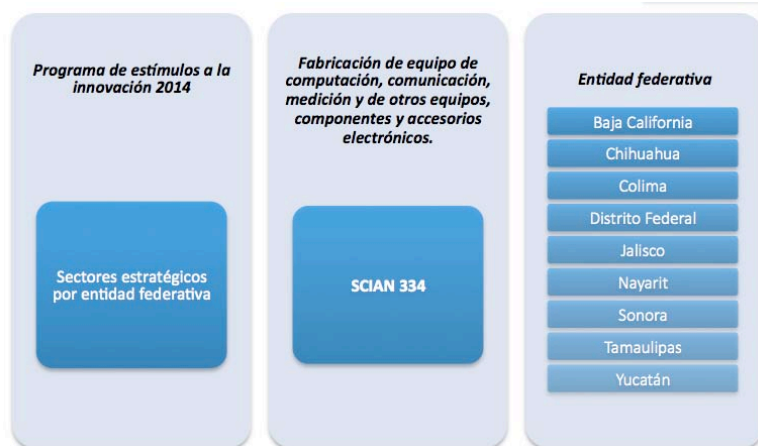 Programa de estímulos a la
innovación 2014
Sectores estratégicos
por entidad federativa
Fabricación de equipo de
computación, comunicación,
medición y de otros equipos,
componentes y accesorios
electrónicos.
SCIAN 334
Entidad federativa
Baja California
Chihuahua
Colima
Distrito Federal
Jalisco
Nayarit
Sonora
Tamaulipas
Yucatán